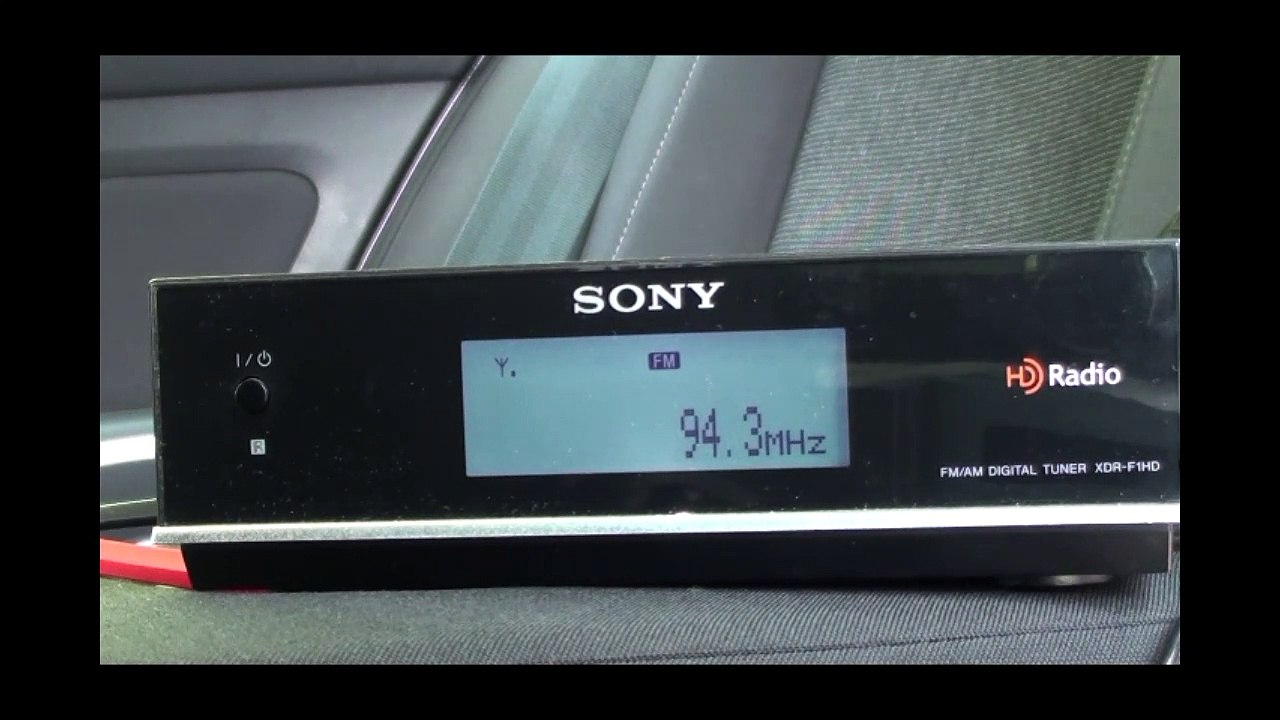 SONY
I/⏻
FM
HD Radio
94.3MHz
R
FM/AM DIGITAL TUNER XDR-F1HD